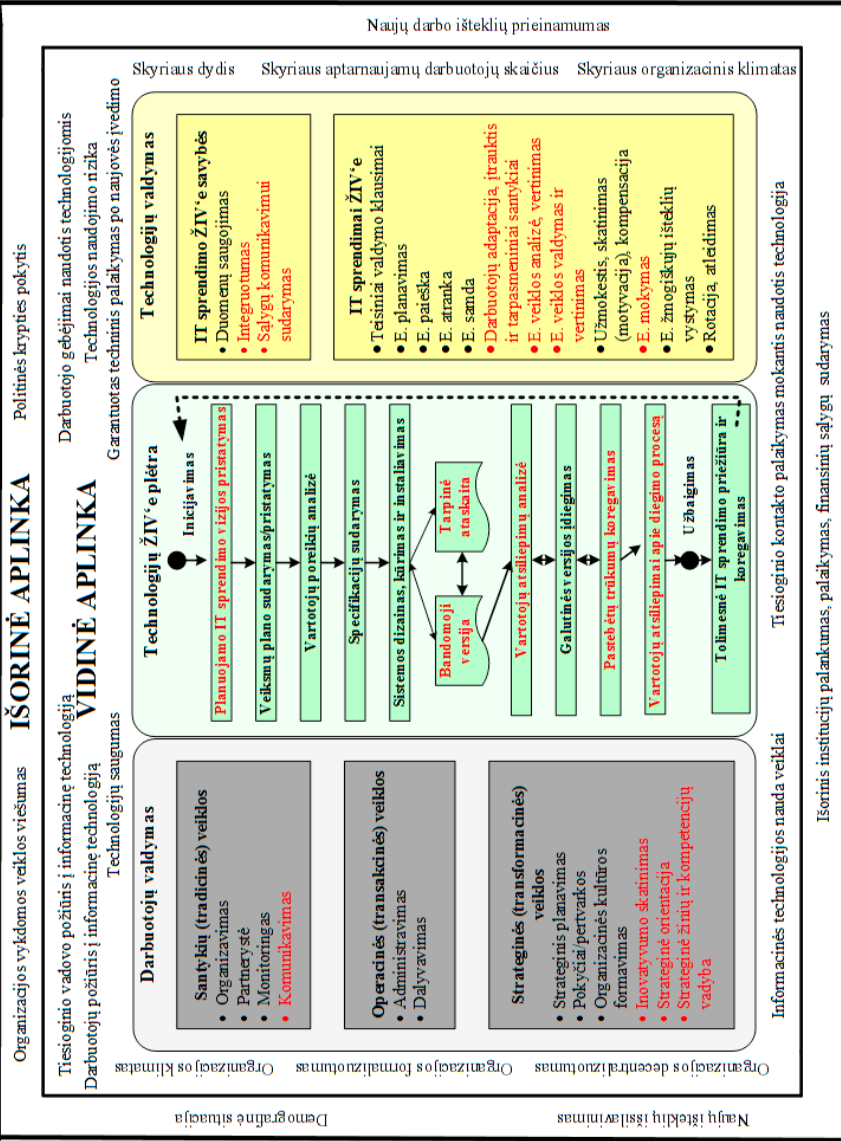 Organizacijos vykdomos veiklos viešumas
IŠORINĖ APLINKA
Politinės krypties pokytis
Tiesioginio vadovo požiūris į informacinę technologiją
Darbuotojų požiūris į informacinę technologiją
Technologijų saugumas
VIDINĖ APLINKA
Darbuotojo gebėjimai naudotis technologijomis
Technologijos naudojimo rizika
Garantuotas techninis palaikymas po naujovės įvedimo
Demografinė situacija
Naujų išteklių išsilavinimas
Organizacijos klimatas
Organizacijos formalizuotumas
Organizacijos decentralizuotumas
Darbuotojų valdymas
Santykių (tradicinės) veiklos
• Organizavimas
• Partnerystė
• Monitoringas
• Komunikavimas
Operacinės (transakcinės) veiklos
• Administravimas
• Dalyvavimas
Strateginės (transformacinės)
veiklos
• Strateginis planavimas
• Pokyčiai/pertvarkos
• Organizacinės kultūros
formavimas
• Inovatyvumo skatinimas
• Strateginė orientacija
• Strateginė žinių ir kompetencijų
vadyba
Technologijų ŽIV‘e plėtra
Inicijavimas
Planuojamo IT sprendimo vizijos pristatymas
Veiksmų plano sudarymas/pristatymas
Vartotojų poreikių analizė
Specifikacijų sudarymas
Sistemos dizainas, kūrimas ir instaliavimas
Bandomoji
versija
Tarpinė
ataskaita
Vartotojų atsiliepimų analizė
Galutinės versijos įdiegimas
Pastebėtų trūkumų koregavimas
Vartotojų atsiliepimai apie diegimo procesą
Užbaigimas
Tolimesnė IT sprendimo priežiūra ir
koregavimas
Technologijų valdymas
IT sprendimo ŽIV‘e savybės
• Duomenų saugojimas
• Integruotumas
• Sąlygų komunikavimui
sudarymas
IT sprendimai ŽIV‘e
• Teisiniai valdymo klausimai
• E. planavimas
• E. paieška
• E. atranka
• E. samda
• Darbuotojų adaptacija, įtrauktis
ir tarpasmeniniai santykiai
• E. veiklos analizė, vertinimas
• E. veiklos valdymas ir
vertinimas
• Užmokestis, skatinimas
(motyvacija), kompensacija
• E. mokymas
• E. žmogiškųjų išteklių
vystymas
• Rotacija, atleidimas
Skyriaus dydis
Skyriaus aptarnaujamų darbuotojų skaičius
Skyriaus organizacinis klimatas
Naujų darbo išteklių prieinamumas
Informacinės technologijos nauda veiklai
Tiesioginio kontakto palaikymas mokantis naudotis technologija
Išorinis institucijų palankumas, palaikymas, finansinių sąlygų sudarymas